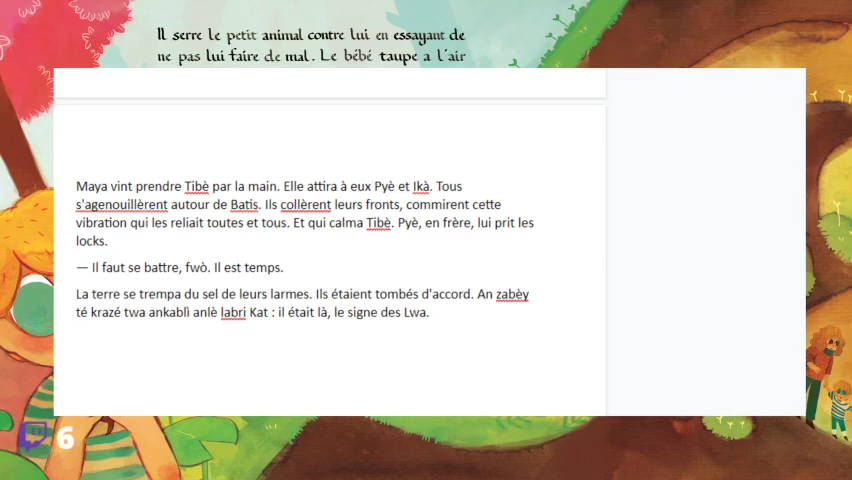 Il serre le petit animal contre lui en essayant de
ne pas lui faire de mal. Le bébé taupe a l'air
Maya vint prendre Tibè par la main. Elle attira à eux Pyè et Ikà. Tous
s'agenouillèrent autour de Batis. Ils collèrent leurs fronts, commirent cette
vibration qui les reliait toutes et tous. Et qui calma Tibè. Pyè, en frère, lui prit les
locks.
— Il faut se battre, fwò. Il est temps.
La terre se trempa du sel de leurs larmes. Ils étaient tombés d'accord. An zabèy
té krazé twa ankablì anlè labri Kat : il était là, le signe des Lwa.
6